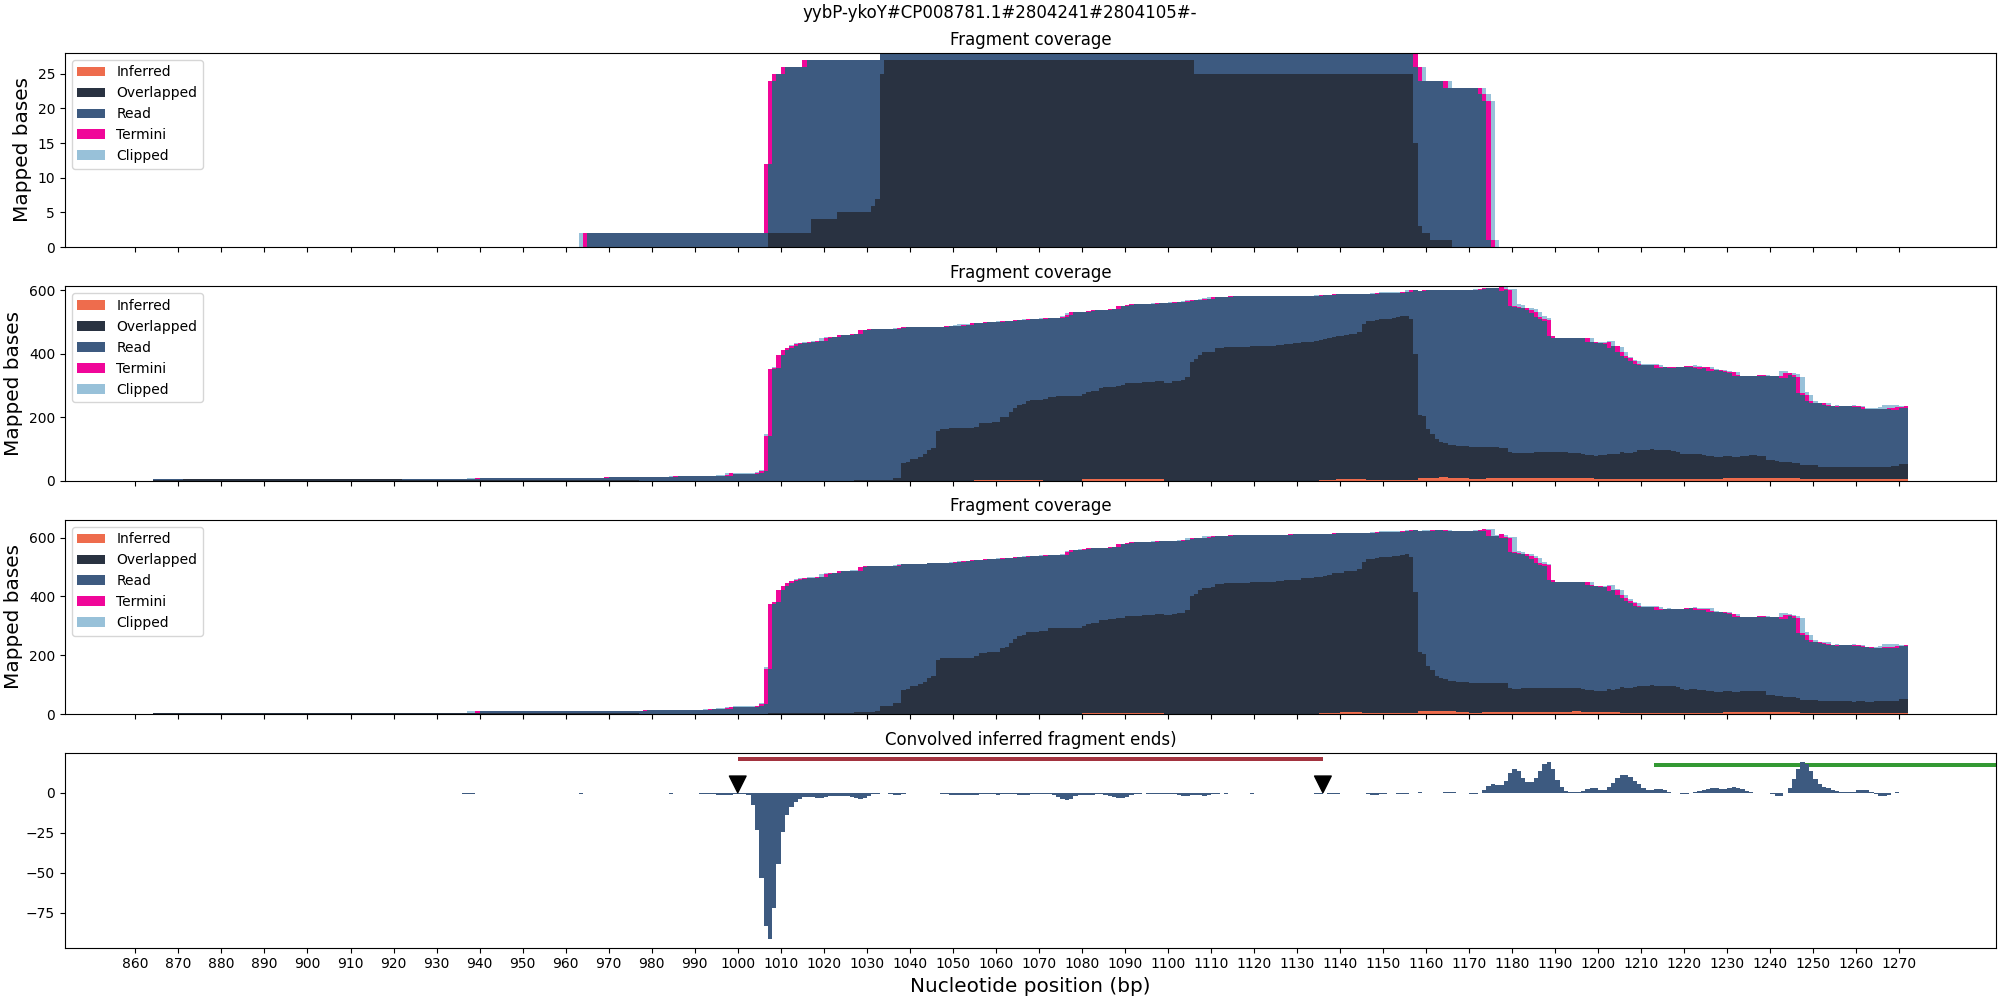 yybP-ykoY#CP008781.1#2804241#2804105#-
Fragment coverage
Mapped bases
25
20
15
10
5
0
Inferred
Overlapped
Read
Termini
Clipped
Fragment coverage
Mapped bases
600
400
200
0
Inferred
Overlapped
Read
Termini
Clipped
Fragment coverage
Mapped bases
600
400
200
0
Inferred
Overlapped
Read
Termini
Clipped
Convolved inferred fragment ends)
0
−25
−50
−75
860 870 880 890 900 910 920 930 940 950 960 970 980 990 1000 1010 1020 1030 1040 1050 1060 1070 1080 1090 1100 1110 1120 1130 1140 1150 1160 1170 1180 1190 1200 1210 1220 1230 1240 1250 1260 1270
Nucleotide position (bp)